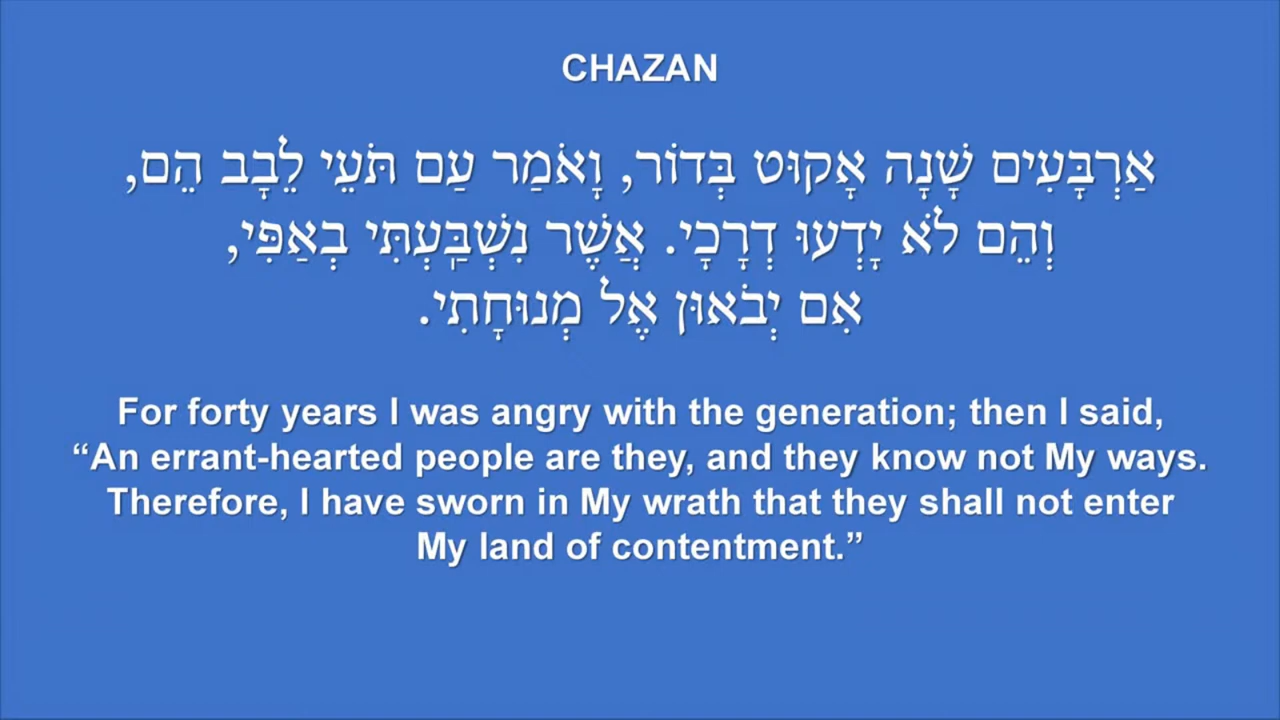 CHAZAN
אַרְבָּעִים שָׁנָה אָקוּט בְּדוֹר, וָאֹמַר עַם תֹּעֵי לֵבָב הֵם,
וְהֵם לֹא יָדְעוּ דְרָכָי. אֲשֶׁר נִשְׁבַּעְתִּי בְאַפִּי,
אִם יְבֹאוּן אֶל מְנוּחָתִי.
For forty years I was angry with the generation; then I said,
“An errant-hearted people are they, and they know not My ways.
Therefore, I have sworn in My wrath that they shall not enter
My land of contentment.”